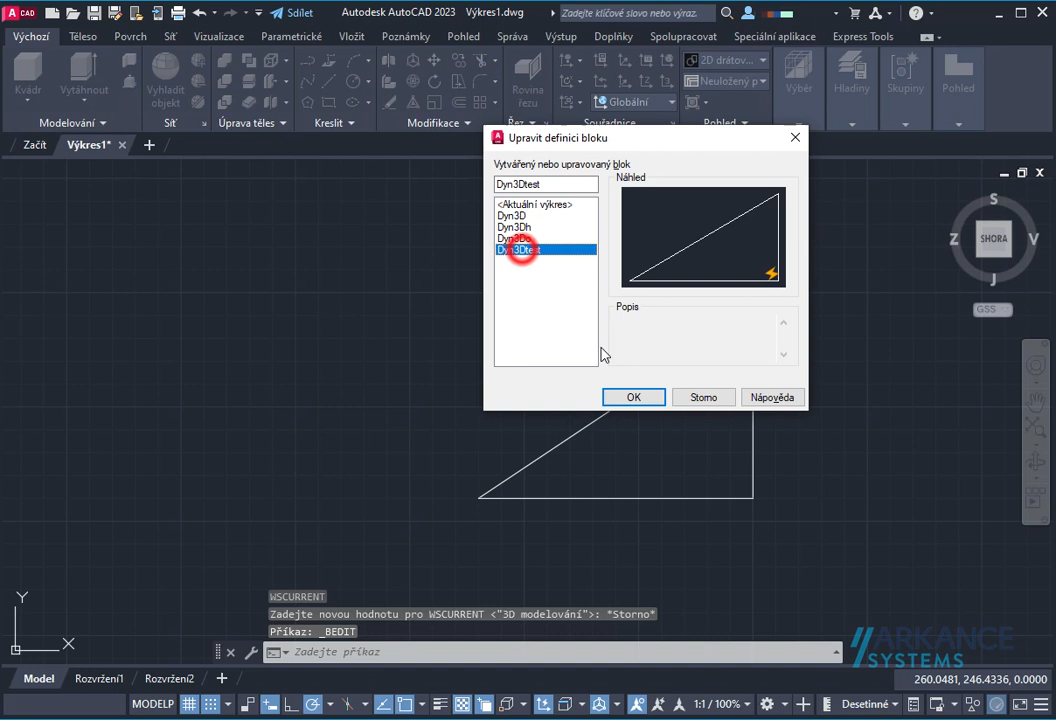 CAD Sdílet Autodesk AutoCAD 2023 Výkres1.dwg Zadejte klíčové slovo nebo výraz.
Výchozí Těleso Povrch Síť Vizualizace Parametrické Vložit Poznámky Pohled Správa Výstup Doplňky Spolupracovat Speciální aplikace Express Tools
Kvádr Vytáhnout Vyhladit objekt Rovina řezu 2D drátov... Neuložený p Globální Výběr Hladiny Skupiny Pohled
Modelování Síť Úprava těles Kreslit Modifikace Řez Souřadnice Pohled
Začít Výkres1*
Upravit definici bloku
Vytvářený nebo upravovaný blok
Náhled
Dyn3Dtest
<Aktuální výkres>
Dyn3D
Dyn3Dh
Dyn3Do
Dyn3Dtest
Popis
OK Storno Nápověda
S
Z SHORA V
J
GSS
Y
X
WSCURRENT
Zadejte novou hodnotu pro WSCURRENT <"3D modelování">: *Storno*
Příkaz: _BEDIT
Zadejte příkaz
ARKANCE
SYSTEMS
Model Rozvržení1 Rozvržení2 260.0481, 246.4336, 0.0000
MODELP 1:1 / 100% Desetinné